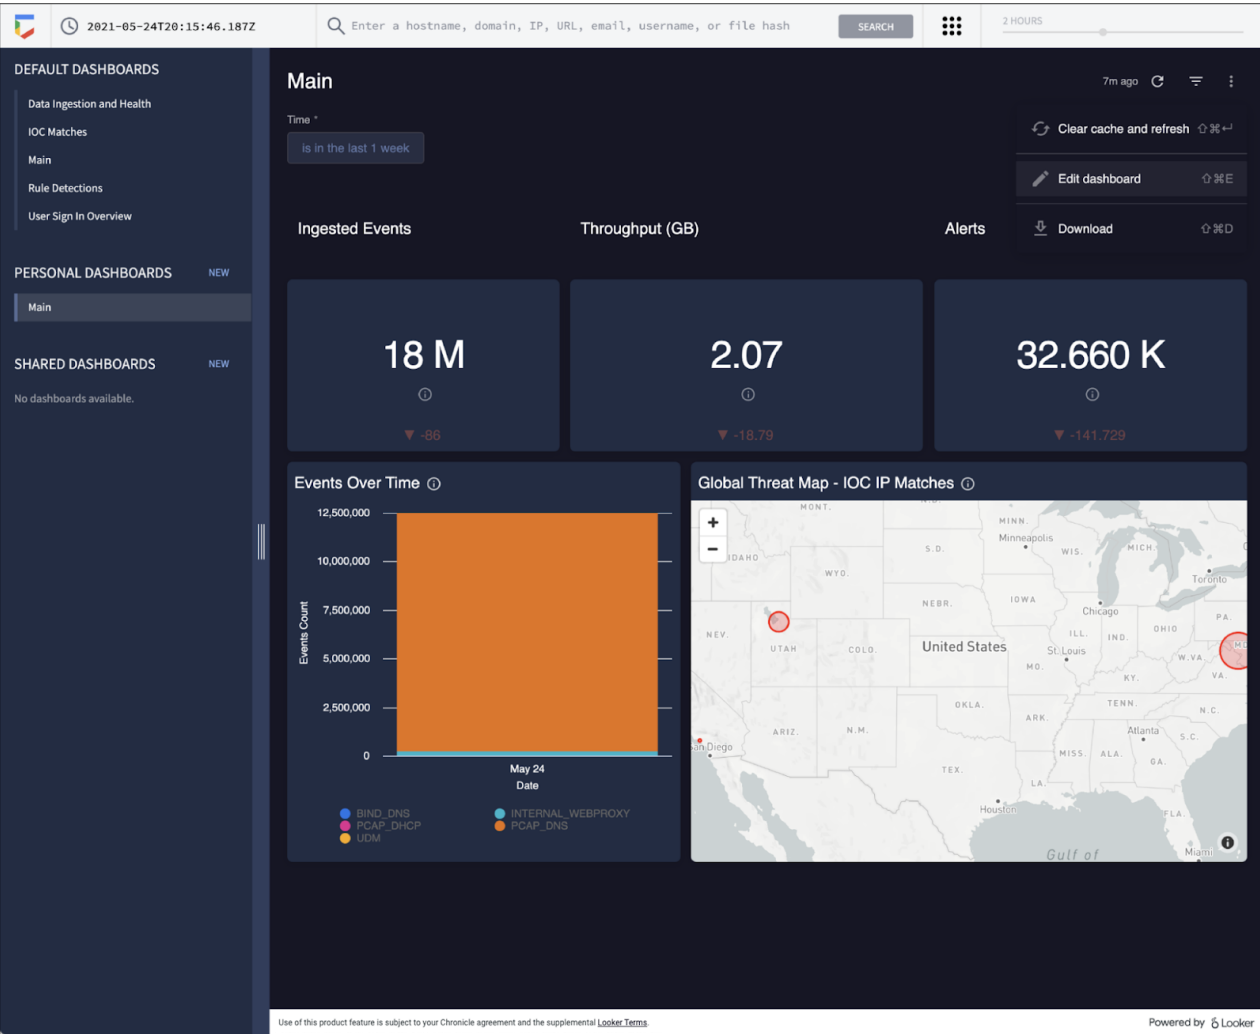 2021-05-24T20:15:46.187Z
Enter a hostname, domain, IP, URL, email, username, or file hash
SEARCH
2 HOURS
DEFAULT DASHBOARDS
Data Ingestion and Health
IOC Matches
Main
Rule Detections
User Sign In Overview
PERSONAL DASHBOARDS NEW
Main
SHARED DASHBOARDS NEW
No dashboards available.
Main
7m ago
Time *
is in the last 1 week
Clear cache and refresh ⇧⌘↵
Edit dashboard ⇧⌘E
Download ⇧⌘D
Ingested Events
Throughput (GB)
Alerts
18 M
▼ -86
2.07
▼ -18.79
32.660 K
▼ -141.729
Events Over Time
12,500,000
10,000,000
7,500,000
5,000,000
2,500,000
0
Events Count
May 24
Date
BIND_DNS
PCAP_DHCP
UDM
INTERNAL_WEBPROXY
PCAP_DNS
Global Threat Map - IOC IP Matches
+
−
MONT.
MINN.
Minneapolis
IDAHO
S.D.
WIS.
MICH.
WYO.
Toronto
NEBR.
IOWA
Chicago
PA.
NEV.
ILL.
IND.
OHIO
UTAH
COLO.
United States
St. Louis
MD
W.VA.
MO.
KY.
VA.
OKLA.
TENN.
N.C.
ARK.
ARIZ.
N.M.
Atlanta
S.C.
San Diego
MISS.
ALA.
GA.
TEX.
LA.
Houston
FLA.
Gulf of
Miami
Use of this product feature is subject to your Chronicle agreement and the supplemental Looker Terms.
Powered by Looker